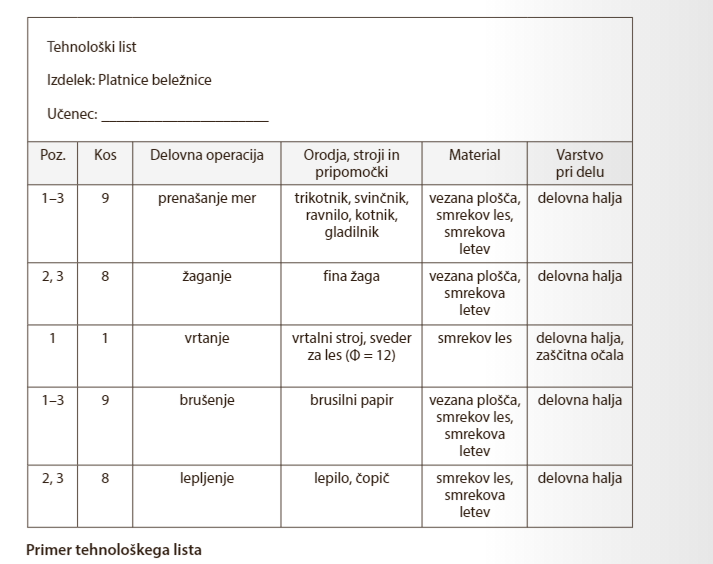 Tehnološki list
Izdelek: Platnice beležnice
Učenec: ______________________
Poz. Kos Delovna operacija Orodja, stroji in pripomočki Material Varstvo pri delu
1–3 9 prenašanje mer trikotnik, svinčnik, ravnilo, kotnik, gladilnik vezana plošča, smrekov les, smrekova letev delovna halja
2, 3 8 žaganje fina žaga vezana plošča, smrekova letev delovna halja
1 1 vrtanje vrtalni stroj, sveder za les (Φ = 12) smrekov les delovna halja, zaščitna očala
1–3 9 brušenje brusilni papir vezana plošča, smrekov les, smrekova letev delovna halja
2, 3 8 lepljenje lepilo, čopič smrekov les, smrekova letev delovna halja
Primer tehnološkega lista